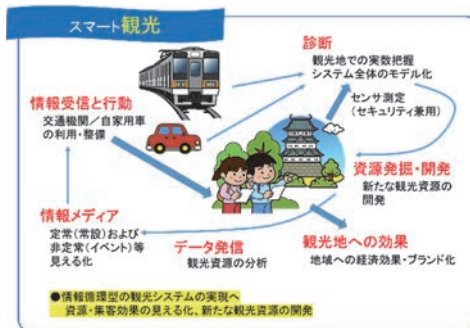 スマート観光
診断
観光地での実数把握
システム全体のモデル化
センサ測定
(セキュリティ兼用)
情報受信と行動
交通機関／自家用車
の利用・整備
資源発掘・開発
新たな観光資源の
開発
情報メディア
定常(常設)および
非定常(イベント)等
見える化
データ発信
観光資源の分析
観光地への効果
地域への経済効果・ブランド化
●情報循環型の観光システムの実現へ
資源・集客効果の見える化、新たな観光資源の開発